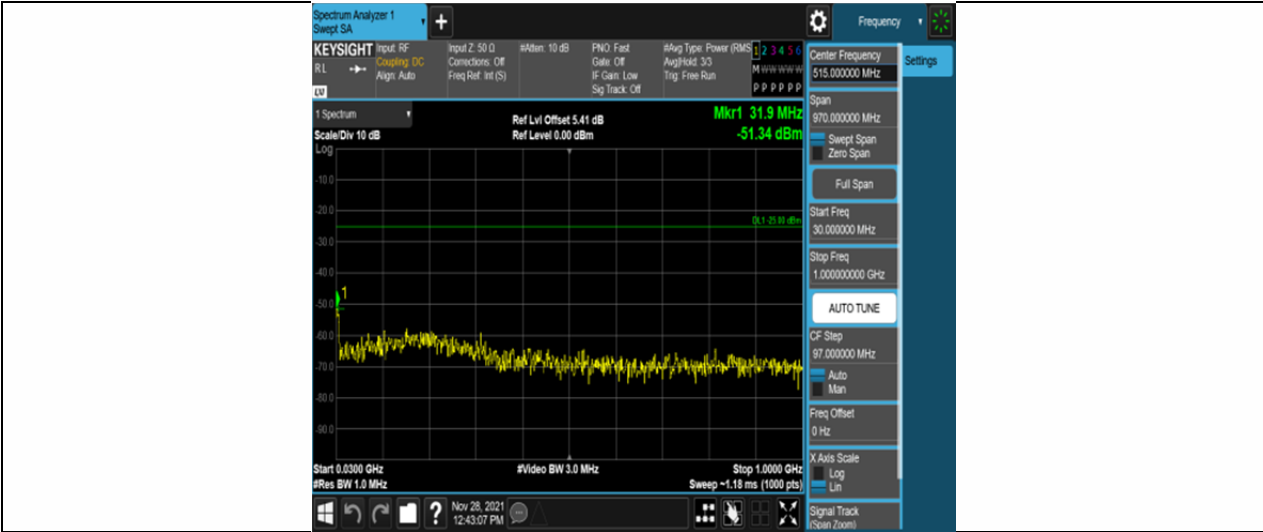 Spectrum Analyzer 1
Swept SA
+
Frequency
KEYSIGHT
Input: RF
Coupling: DC
Align: Auto
Input Z: 50 Ω
Corrections: Off
Freq Ref: Int (S)
#Atten: 10 dB
PNO: Fast
Gate: Off
IF Gain: Low
Sig Track: Off
#Avg Type: Power (RMS
Avg|Hold: 3/3
Trig: Free Run
1 2 3 4 5 6
M W W W W W
P P P P P P
RL
LV
Center Frequency
515.000000 MHz
Settings
Span
970.000000 MHz
Swept Span
Zero Span
Full Span
Start Freq
30.000000 MHz
Stop Freq
1.000000000 GHz
AUTO TUNE
CF Step
97.000000 MHz
Auto
Man
Freq Offset
0 Hz
X Axis Scale
Log
Lin
Signal Track
(Span Zoom)
1 Spectrum
Scale/Div 10 dB
Ref Lvl Offset 5.41 dB
Ref Level 0.00 dBm
Mkr1 31.9 MHz
-51.34 dBm
Log
-10.0
-20.0
DL1 -25.00 dBm
-30.0
-40.0
1
-50.0
-60.0
-70.0
-80.0
-90.0
Start 0.0300 GHz
#Video BW 3.0 MHz
Stop 1.0000 GHz
#Res BW 1.0 MHz
Sweep ~1.18 ms (1000 pts)
?
Nov 28, 2021
12:43:07 PM